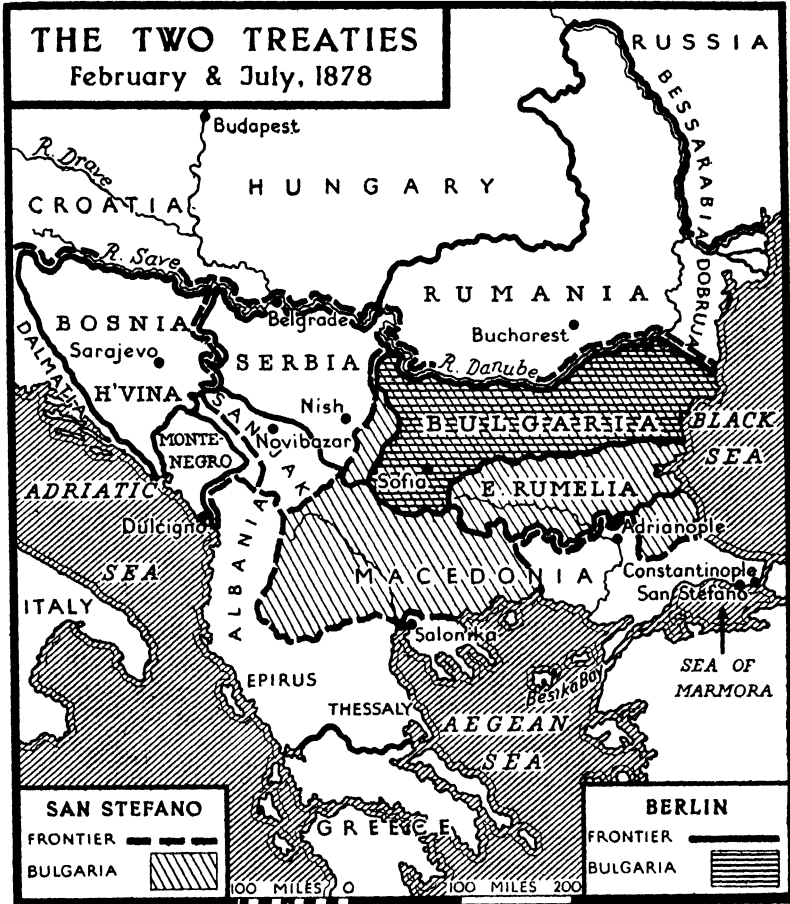 THE TWO TREATIES
February & July, 1878
RUSSIA
BESSARABIA
Budapest
R. Drave
HUNGARY
CROATIA
R. Save
DOBRUJA
RUMANIA
BOSNIA
Belgrade
Bucharest
Sarajevo
SERBIA
R. Danube
DALMATIA
H'VINA
SANJAK
Nish
BULGARIA
BLACK
SEA
MONTE-
NEGRO
Novibazar
Sofia
E. RUMELIA
ADRIATIC
SEA
Dulcigno
Adrianople
ALBANIA
MACEDONIA
Constantinople
San Stefano
ITALY
Salonika
SEA OF
MARMORA
EPIRUS
Besika Bay
THESSALY
AEGEAN
SEA
GREECE
SAN STEFANO
FRONTIER
BULGARIA
100 MILES 0 100 MILES 200
BERLIN
FRONTIER
BULGARIA